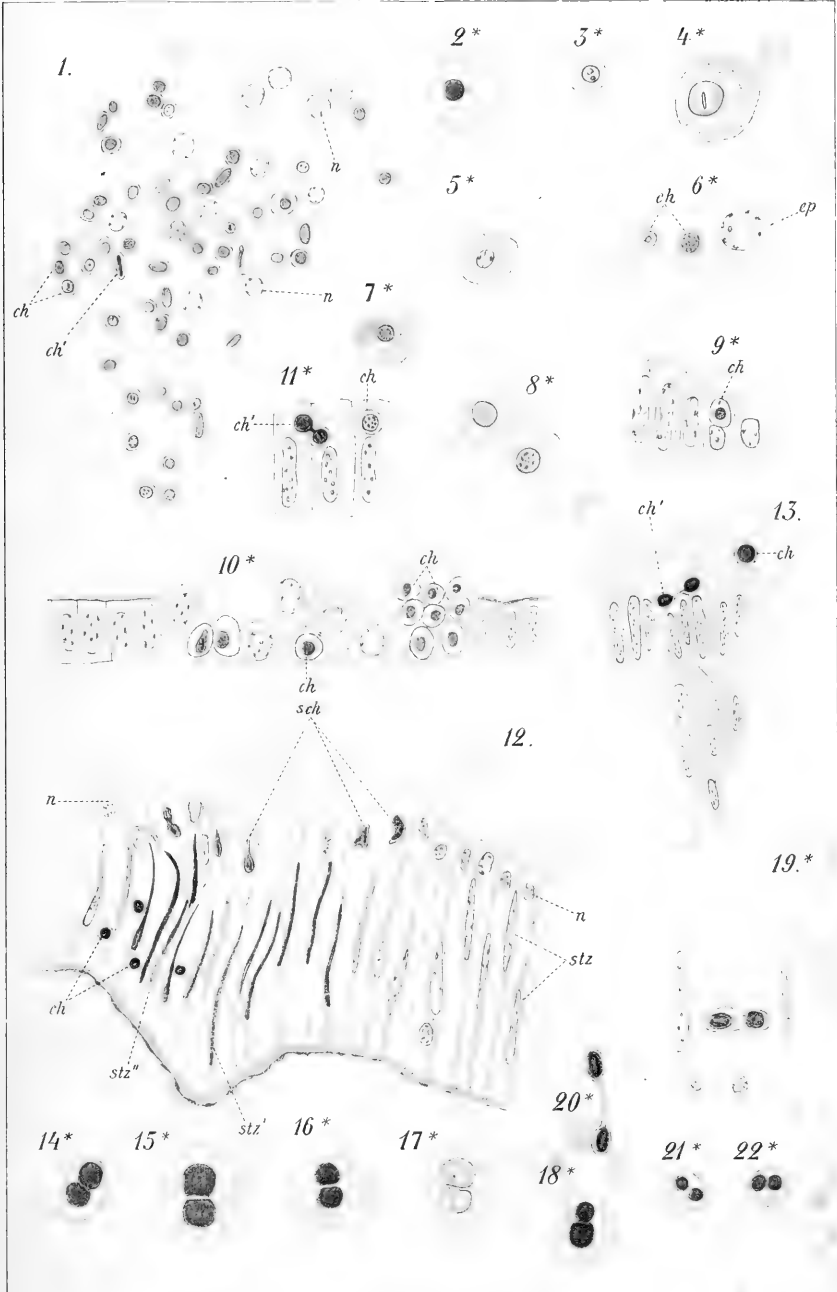 1.
2*
3*
4*
n
5*
ch 6*
cp
ch
ch'
n
7*
11*
ch
ch'
8*
9*
ch
10*
ch
ch
sch
ch'
13.
ch
12.
n
n
stz
ch
stz"
stz'
19.*
20*
14*
15*
16*
17*
18*
21*
22*